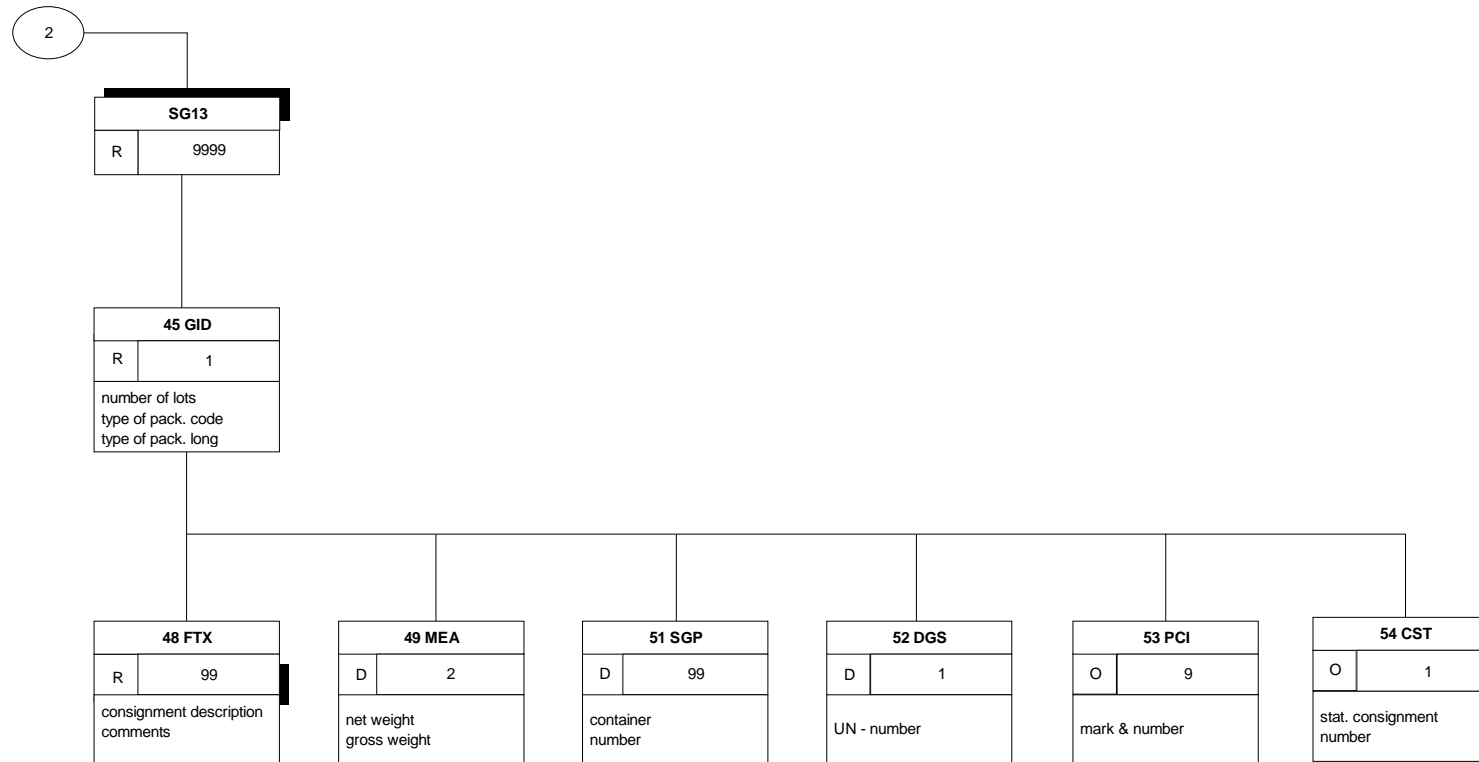 2
SG13
R
9999
45 GID
R
1
number of lots
type of pack. code
type of pack. long
48 FTX
R
99
consignment description
comments
49 MEA
D
2
net weight
gross weight
51 SGP
D
99
container
number
52 DGS
D
1
UN - number
53 PCI
O
9
mark & number
54 CST
O
1
stat. consignment
number